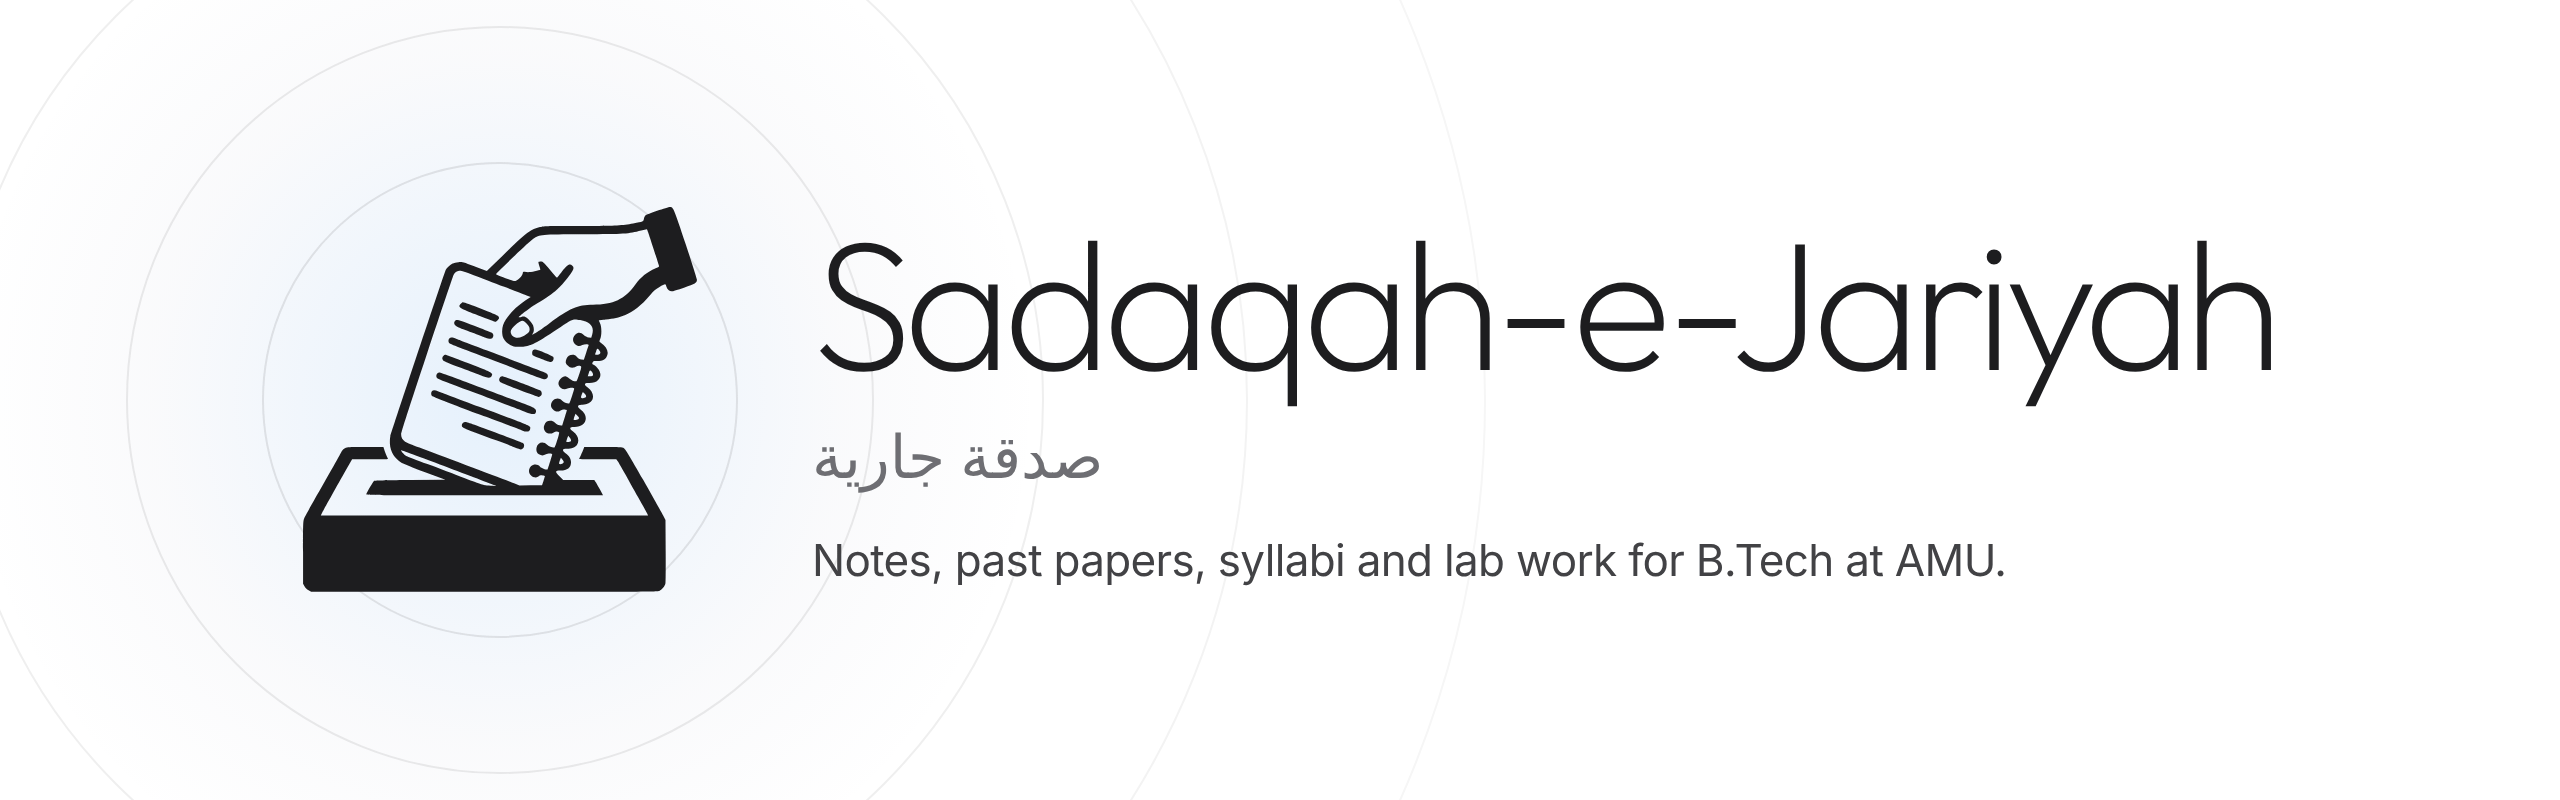 Sadaqah-e-Jariyah
صدقة جارية
Notes, past papers, syllabi and lab work for B.Tech at AMU.